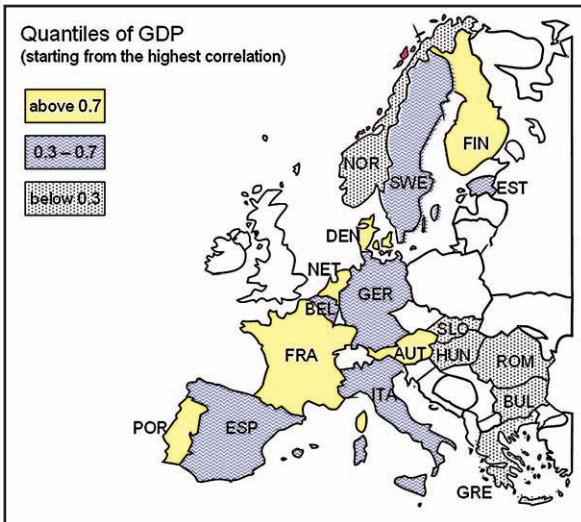 Quantiles of GDP
(starting from the highest correlation)
above 0.7
0.3 – 0.7
below 0.3
FIN
NOR
SWE
EST
DEN
NET
GER
BEL
SLO
FRA
AUT
HUN
ROM
ITA
BUL
POR
ESP
GRE